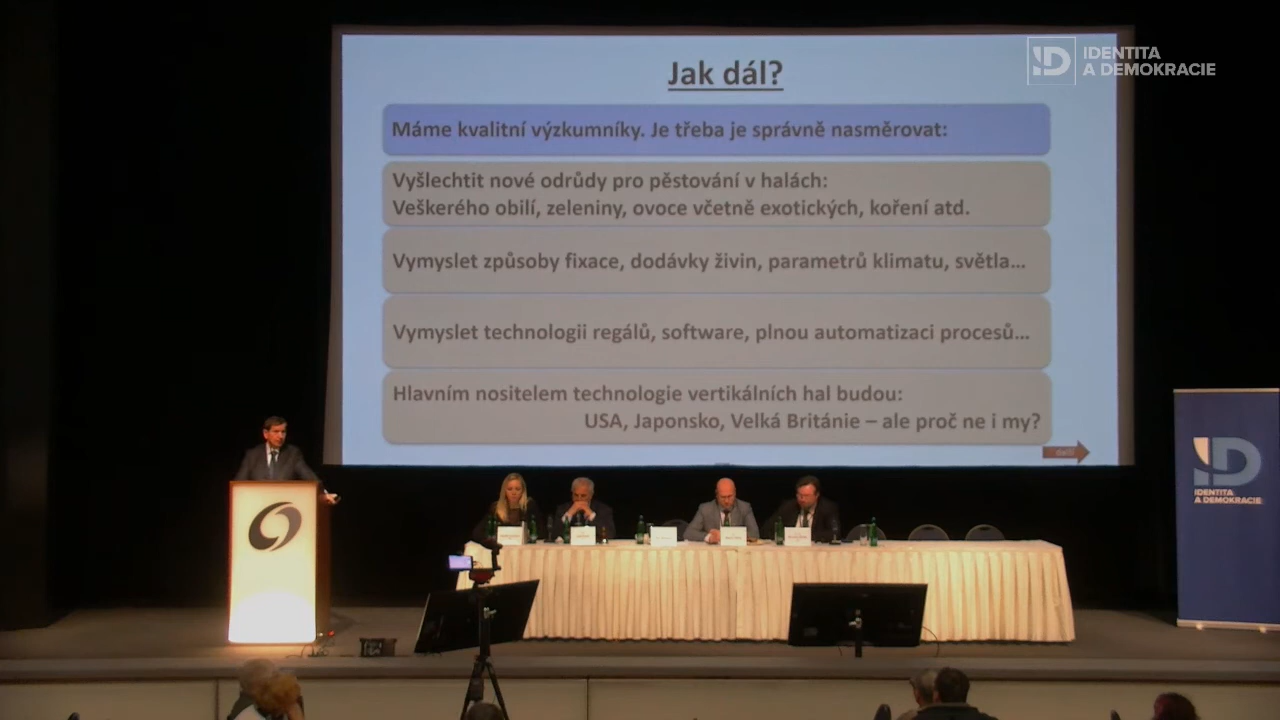 Jak dál?
IDENTITA
A DEMOKRACIE
Máme kvalitní výzkumníky. Je třeba je správně nasměrovat:
Vyšlechtit nové odrůdy pro pěstování v halách:
Veškerého obilí, zeleniny, ovoce včetně exotických, koření atd.
Vymyslet způsoby fixace, dodávky živin, parametrů klimatu, světla...
Vymyslet technologii regálů, software, plnou automatizaci procesů...
Hlavním nositelem technologie vertikálních hal budou:
USA, Japonsko, Velká Británie – ale proč ne i my?
další
IDENTITA
A DEMOKRACIE